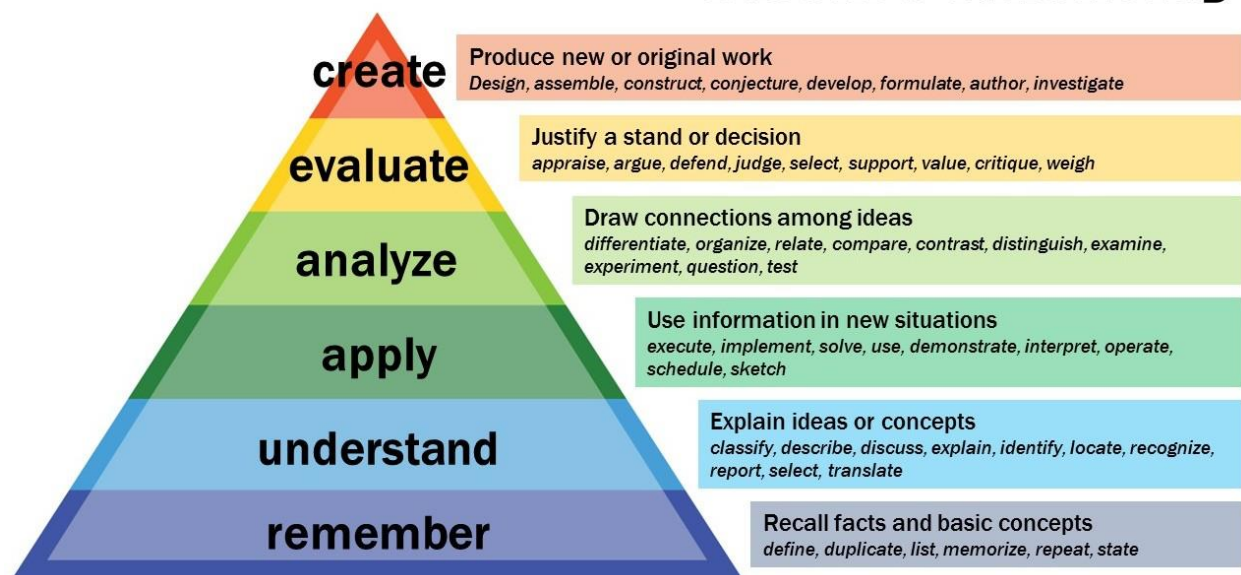 create
Produce new or original work
Design, assemble, construct, conjecture, develop, formulate, author, investigate
evaluate
Justify a stand or decision
appraise, argue, defend, judge, select, support, value, critique, weigh
analyze
Draw connections among ideas
differentiate, organize, relate, compare, contrast, distinguish, examine,
experiment, question, test
apply
Use information in new situations
execute, implement, solve, use, demonstrate, interpret, operate,
schedule, sketch
understand
Explain ideas or concepts
classify, describe, discuss, explain, identify, locate, recognize,
report, select, translate
remember
Recall facts and basic concepts
define, duplicate, list, memorize, repeat, state